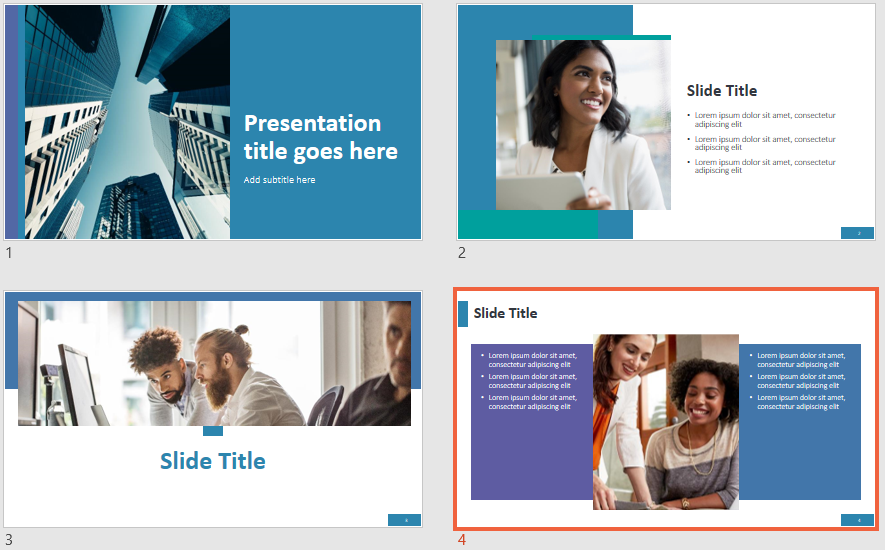 Presentation
title goes here
Add subtitle here
1
Slide Title
• Lorem ipsum dolor sit amet, consectetur
adipiscing elit
• Lorem ipsum dolor sit amet, consectetur
adipiscing elit
• Lorem ipsum dolor sit amet, consectetur
adipiscing elit
2
2
Slide Title
3
Slide Title
• Lorem ipsum dolor sit amet,
consectetur adipiscing elit
• Lorem ipsum dolor sit amet,
consectetur adipiscing elit
• Lorem ipsum dolor sit amet,
consectetur adipiscing elit
• Lorem ipsum dolor sit amet,
consectetur adipiscing elit
• Lorem ipsum dolor sit amet,
consectetur adipiscing elit
• Lorem ipsum dolor sit amet,
consectetur adipiscing elit
4